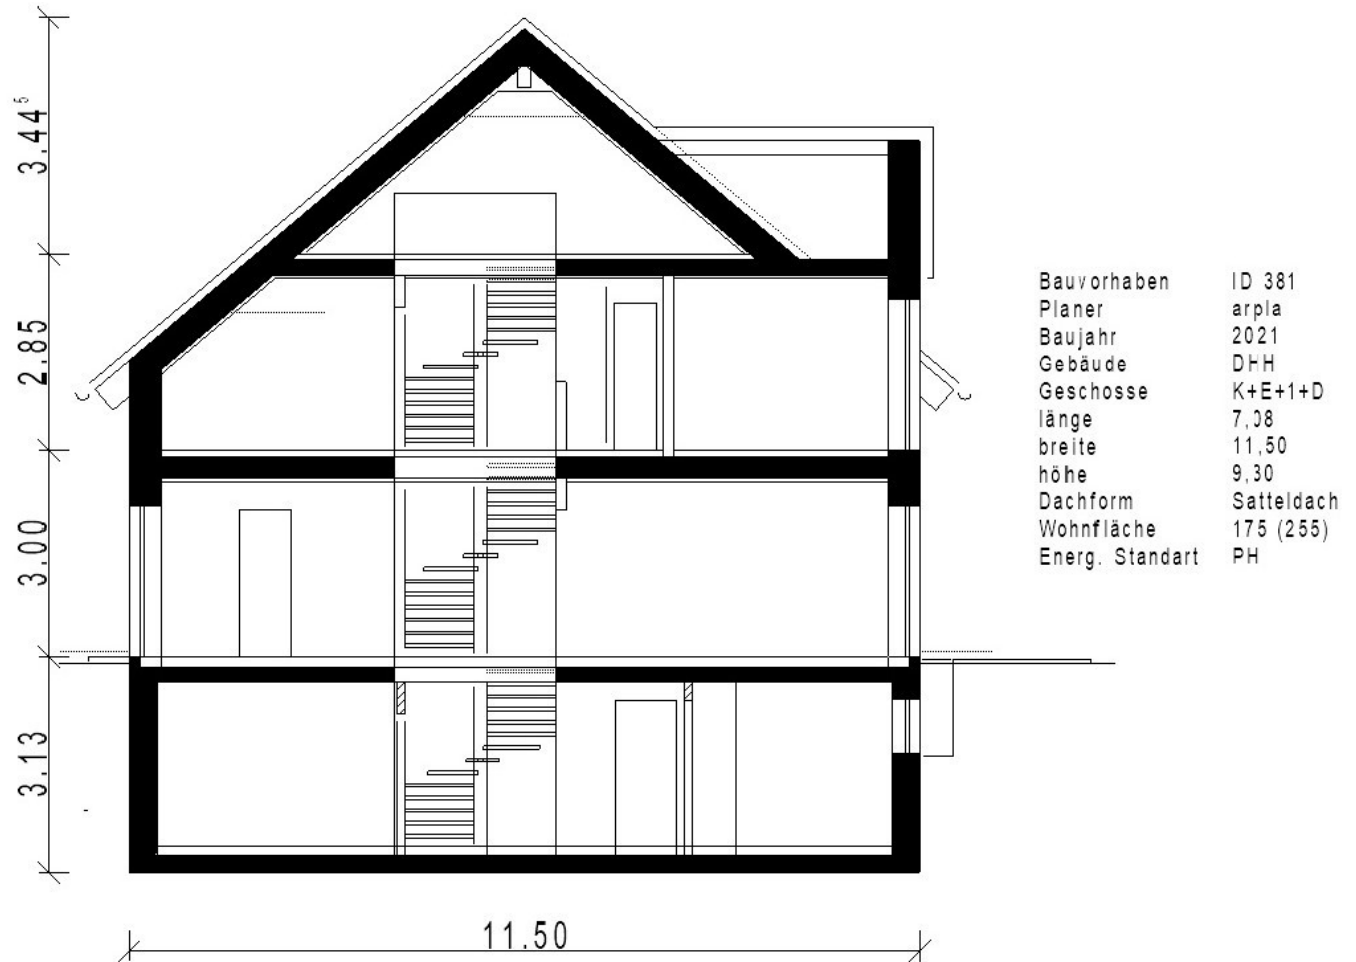 3.44⁵
2.85
3.00
3.13
11.50
Bauvorhaben ID 381
Planer arpla
Baujahr 2021
Gebäude DHH
Geschosse K+E+1+D
länge 7,08
breite 11,50
höhe 9,30
Dachform Satteldach
Wohnfläche 175 (255)
Energ. Standart PH